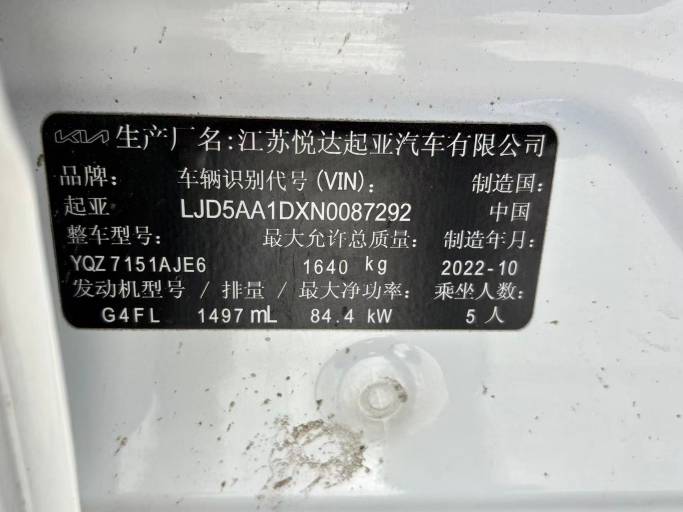 KIA 生产厂名:江苏悦达起亚汽车有限公司
品牌: 车辆识别代号(VIN): 制造国:
起亚 LJD5AA1DXN0087292 中国
整车型号: 最大允许总质量: 制造年月:
YQZ7151AJE6 1640 kg 2022-10
发动机型号 / 排量 / 最大净功率: 乘坐人数:
G4FL 1497mL 84.4 kW 5 人